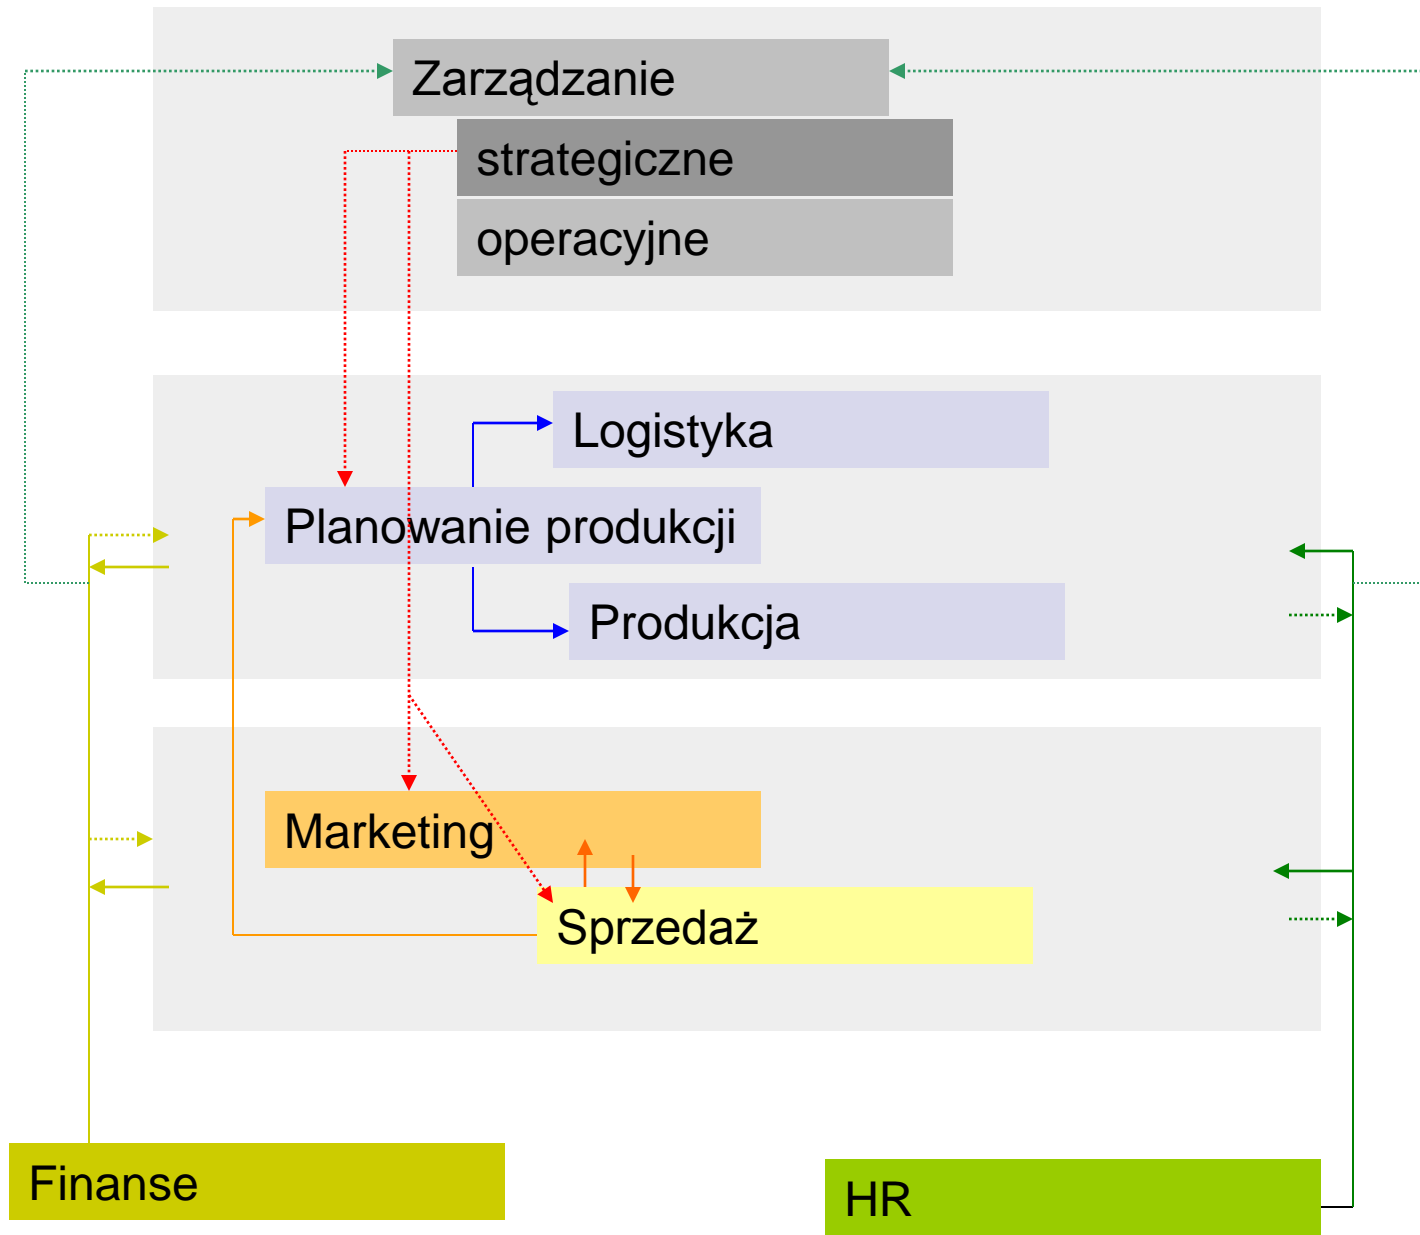 Zarządzanie
strategiczne
operacyjne
Logistyka
Planowanie produkcji
Produkcja
Marketing
Sprzedaż
Finanse
HR